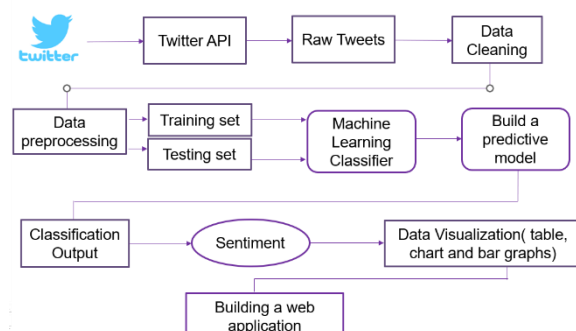 twitter
Twitter API
Raw Tweets
Data
Cleaning
Data
preprocessing
Training set
Testing set
Machine
Learning
Classifier
Build a
predictive
model
Classification
Output
Sentiment
Data Visualization( table,
chart and bar graphs)
Building a web
application